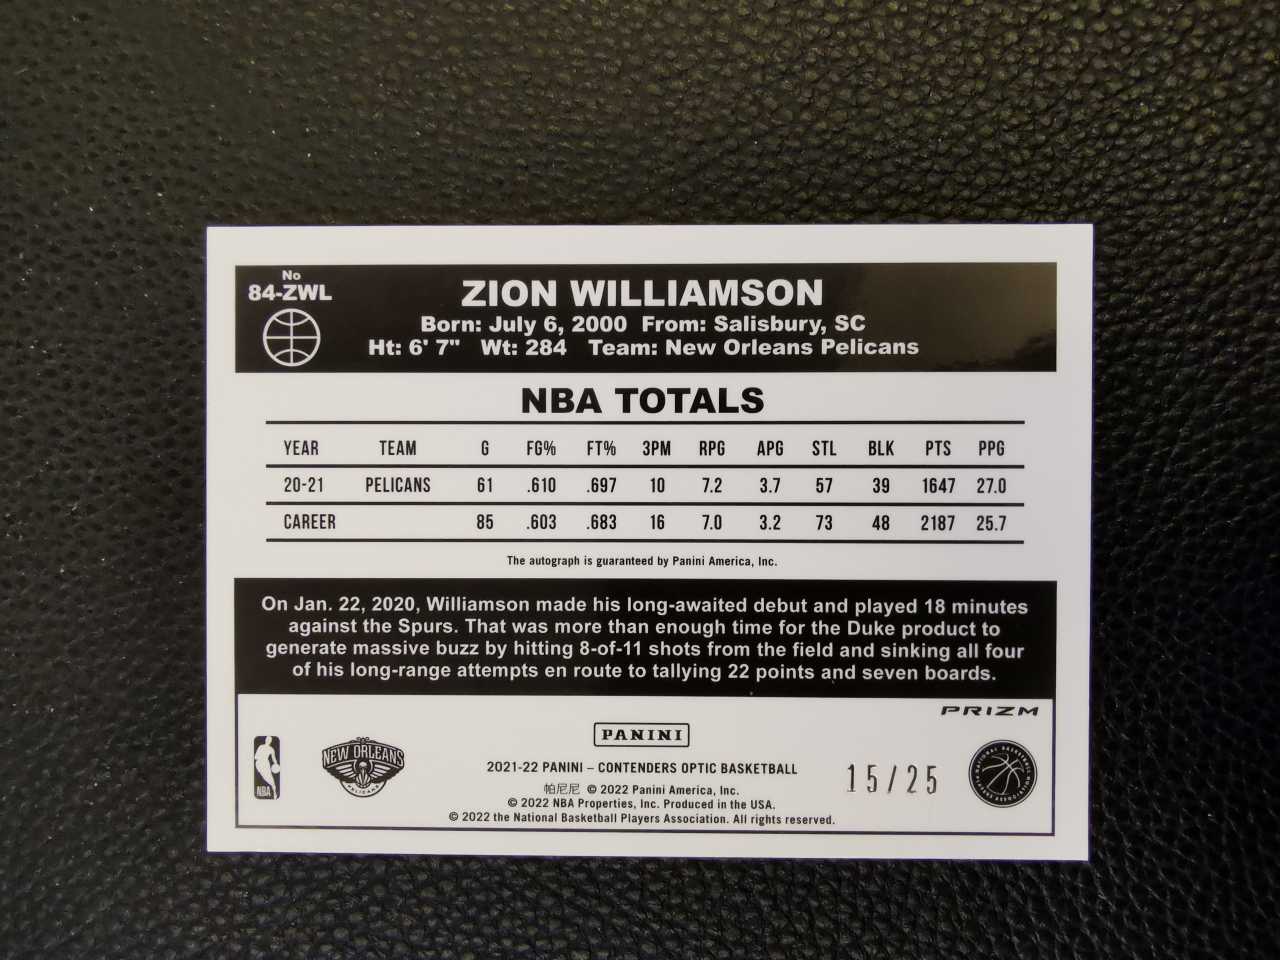 No
84-ZWL
ZION WILLIAMSON
Born: July 6, 2000 From: Salisbury, SC
Ht: 6' 7" Wt: 284 Team: New Orleans Pelicans
NBA TOTALS
YEAR TEAM G FG% FT% 3PM RPG APG STL BLK PTS PPG
20-21 PELICANS 61 .610 .697 10 7.2 3.7 57 39 1647 27.0
CAREER 85 .603 .683 16 7.0 3.2 73 48 2187 25.7
The autograph is guaranteed by Panini America, Inc.
On Jan. 22, 2020, Williamson made his long-awaited debut and played 18 minutes
against the Spurs. That was more than enough time for the Duke product to
generate massive buzz by hitting 8-of-11 shots from the field and sinking all four
of his long-range attempts en route to tallying 22 points and seven boards.
PRIZM
NBA
NEW ORLEANS
PELICANS
PANINI
2021-22 PANINI – CONTENDERS OPTIC BASKETBALL
帕尼尼 © 2022 Panini America, Inc.
© 2022 NBA Properties, Inc. Produced in the USA.
© 2022 the National Basketball Players Association. All rights reserved.
15/25
NATIONAL BASKETBALL
PLAYERS ASSOCIATION